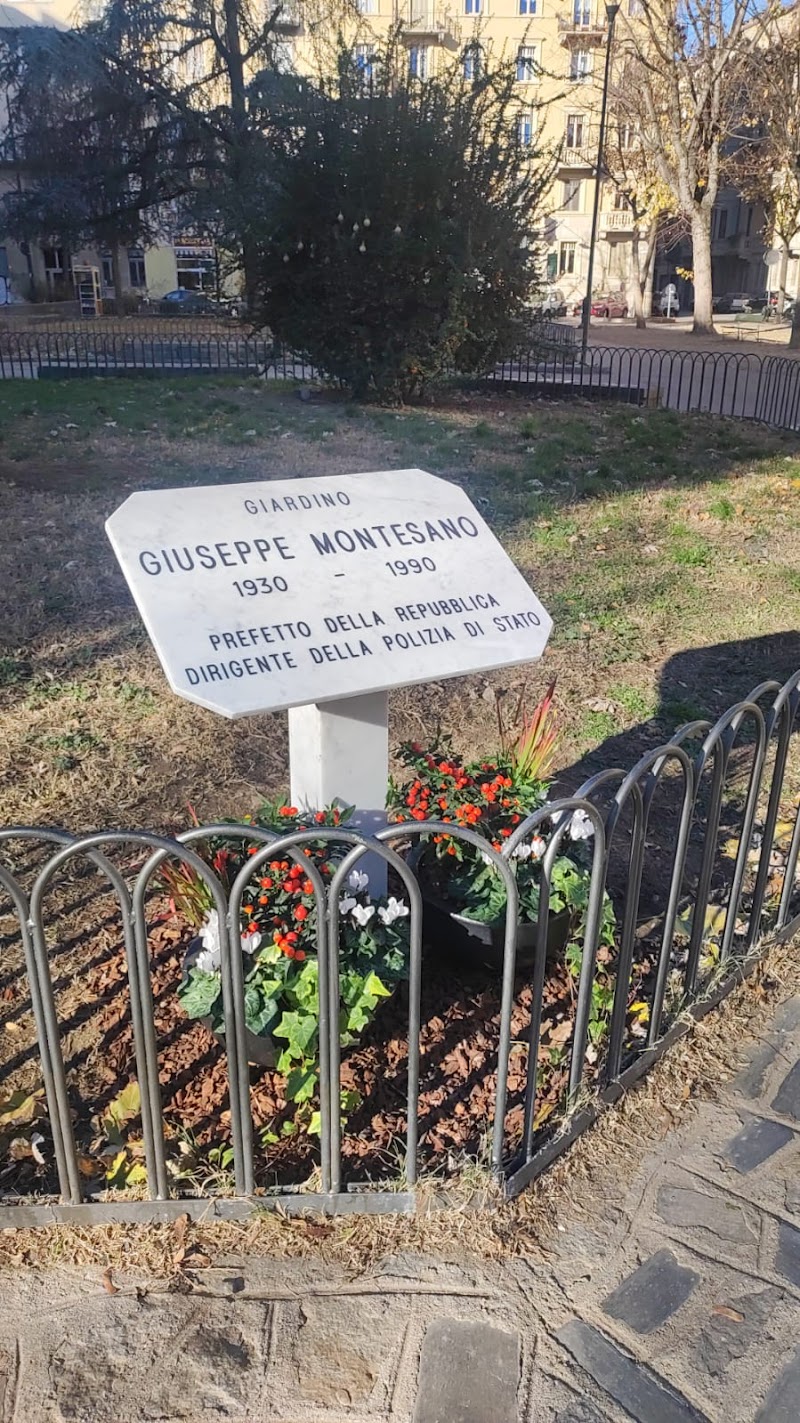 GIARDINO
GIUSEPPE MONTESANO
1930 - 1990
PREFETTO DELLA REPUBBLICA
DIRIGENTE DELLA POLIZIA DI STATO